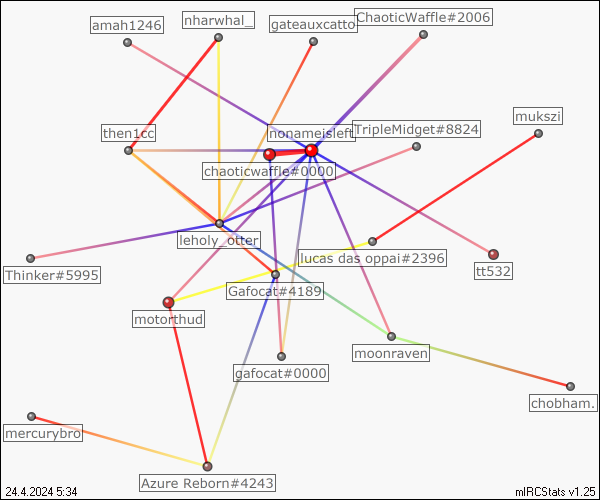 nharwhal_
ChaoticWaffle#2006
amah1246
gateauxcatto
mukszi
then1cc
nonameisleft
TripleMidget#8824
chaoticwaffle#0000
leholy_otter
lucas das oppai#2396
Thinker#5995
tt532
Gafocat#4189
motorthud
moonraven
gafocat#0000
chobham.
mercurybro
Azure Reborn#4243
24.4.2024 5:34
mIRCStats v1.25